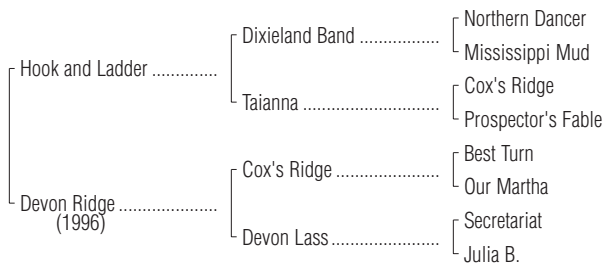 Northern Dancer
Dixieland Band ..................
Mississippi Mud
Hook and Ladder ..............
Cox's Ridge
Taianna ..............................
Prospector's Fable
Best Turn
Cox's Ridge .......................
Our Martha
Devon Ridge .....................
(1996)
Secretariat
Devon Lass ........................
Julia B.